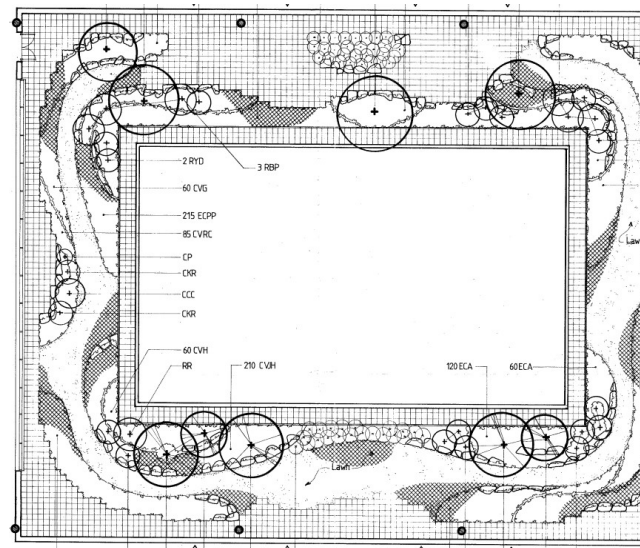 2 RYD
3 RBP
60 CVG
215 ECPP
85 CVRC
CP
CKR
CCC
CKR
60 CVH
RR
210 CVJH
120 ECA
60 ECA
Lawn
Lawn